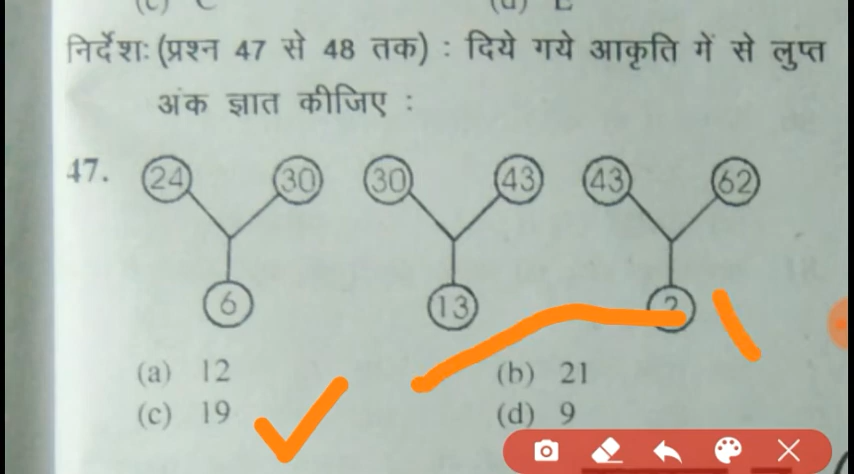 निर्देशः (प्रश्न 47 से 48 तक) : दिये गये आकृति में से लुप्त
अंक ज्ञात कीजिए :
47. 24 30 30 43 43 62
6 13 ?
(a) 12 (b) 21
(c) 19 (d) 9